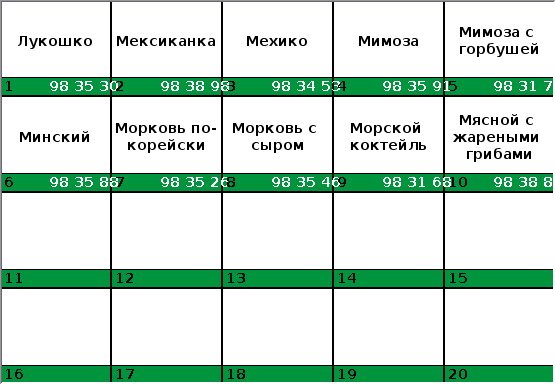 Лукошко
Мексиканка
Мехико
Мимоза
Мимоза с
горбушей
1 98 35 30
2 98 38 98
3 98 34 53
4 98 35 91
5 98 31 7
Минский
Морковь по-
корейски
Морковь с
сыром
Морской
коктейль
Мясной с
жареными
грибами
6 98 35 88
7 98 35 26
8 98 35 46
9 98 31 68
10 98 38 8
11 12 13 14 15
16 17 18 19 20